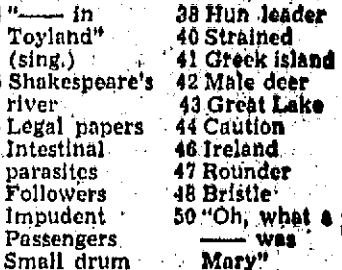 "—— in
Toyland"
(sing.)
Shakespeare's
river
Legal papers
Intestinal
parasites
Followers
Impudent
Passengers
Small drum
38 Hun leader
40 Strained
41 Greek island
42 Male deer
43 Great Lake
44 Caution
46 Ireland
47 Rounder
48 Bristle
50 "Oh, what a
—— was
Mary"